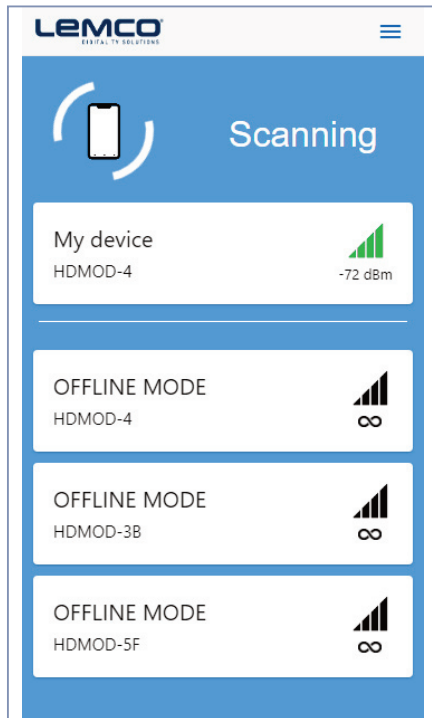 LEMCO
DIGITAL TV SOLUTIONS
Scanning
My device
HDMOD-4
-72 dBm
OFFLINE MODE
HDMOD-4
∞
OFFLINE MODE
HDMOD-3B
∞
OFFLINE MODE
HDMOD-5F
∞